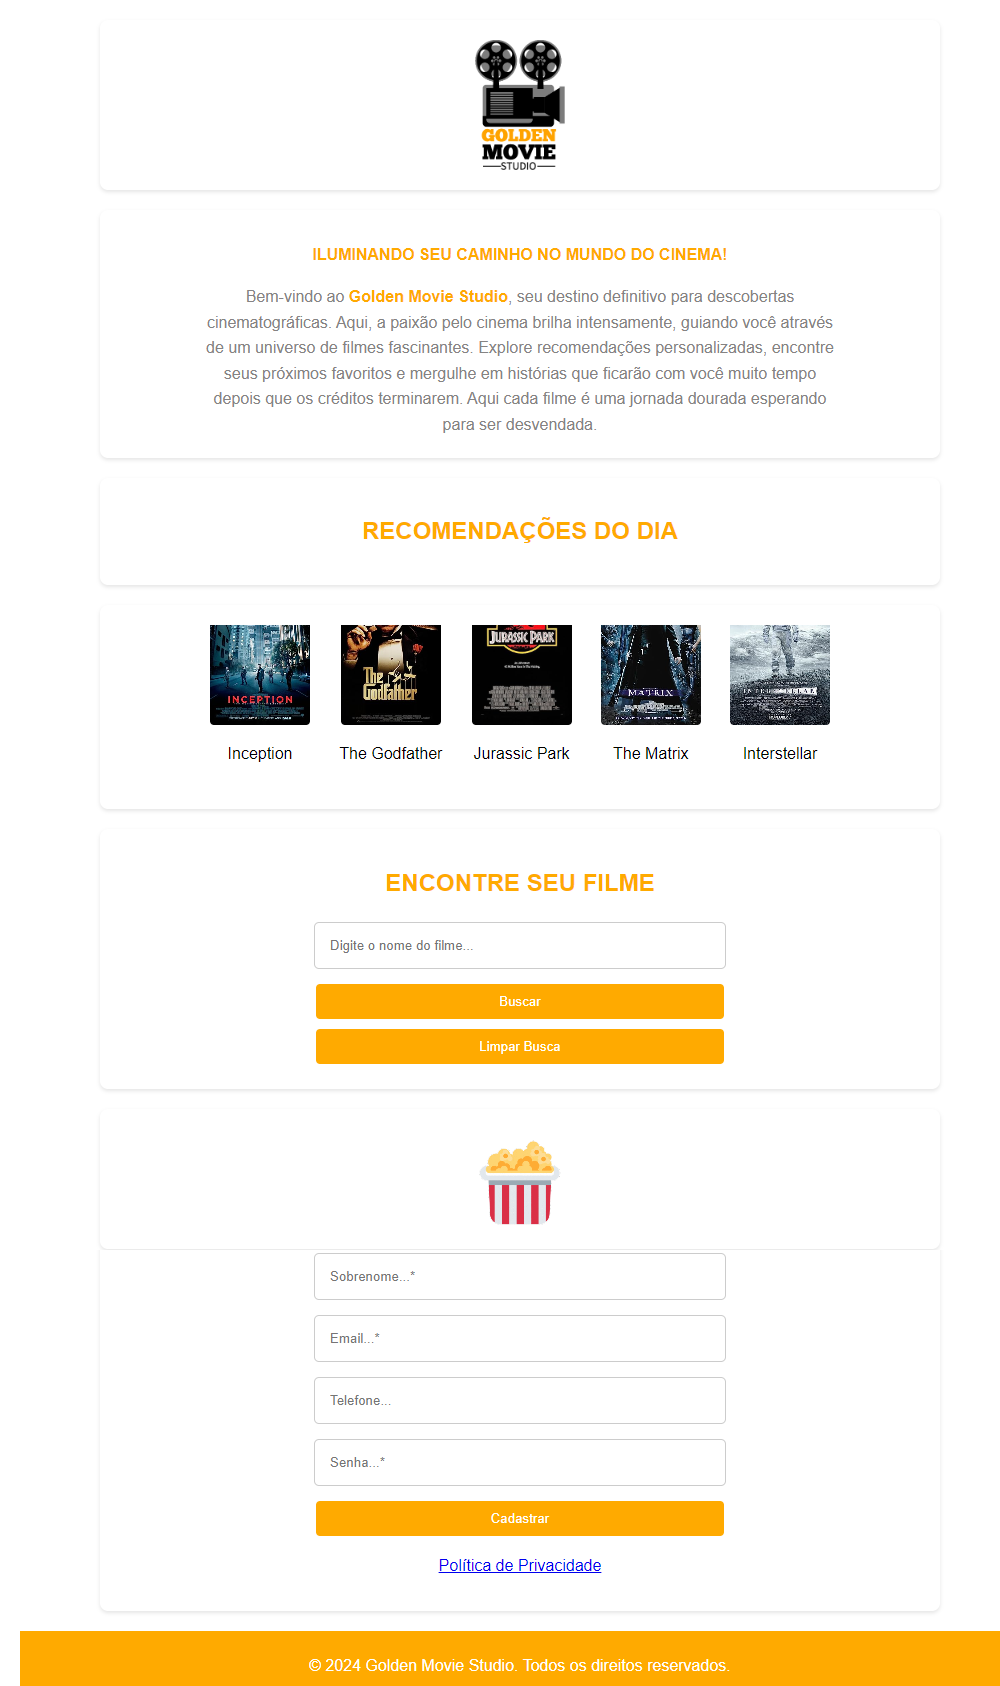 GOLDEN
MOVIE
STUDIO
ILUMINANDO SEU CAMINHO NO MUNDO DO CINEMA!
Bem-vindo ao Golden Movie Studio, seu destino definitivo para descobertas
cinematográficas. Aqui, a paixão pelo cinema brilha intensamente, guiando você através
de um universo de filmes fascinantes. Explore recomendações personalizadas, encontre
seus próximos favoritos e mergulhe em histórias que ficarão com você muito tempo
depois que os créditos terminarem. Aqui cada filme é uma jornada dourada esperando
para ser desvendada.
RECOMENDAÇÕES DO DIA
INCEPTION
The
Godfather
JURASSIC PARK
MATRIX
INTERSTELLAR
Inception
The Godfather
Jurassic Park
The Matrix
Interstellar
ENCONTRE SEU FILME
Digite o nome do filme...
Buscar
Limpar Busca
Sobrenome...*
Email...*
Telefone...
Senha...*
Cadastrar
Política de Privacidade
© 2024 Golden Movie Studio. Todos os direitos reservados.